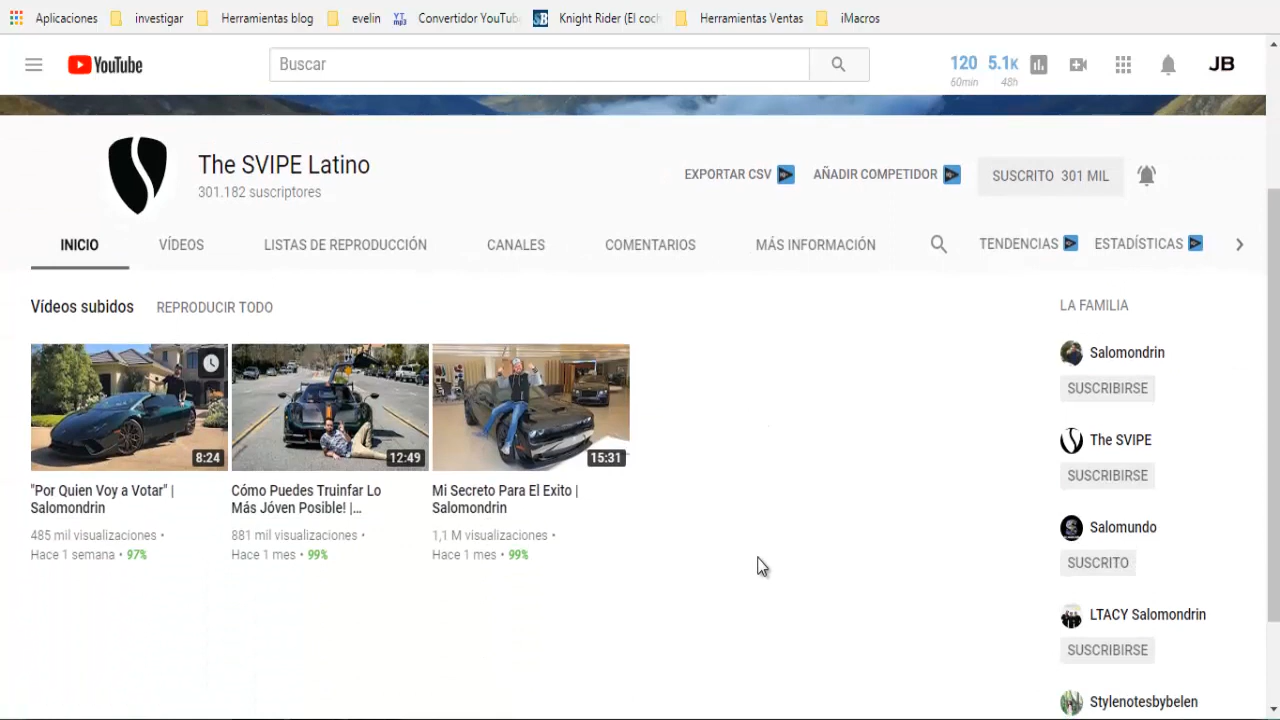 Aplicaciones investigar Herramientas blog evelin YT mp3 Convertidor YouTub Knight Rider (El coch Herramientas Ventas iMacros
YouTube Buscar 120 5.1K JB
60min 48h
The SVIPE Latino
301.182 suscriptores
EXPORTAR CSV AÑADIR COMPETIDOR SUSCRITO 301 MIL
INICIO VÍDEOS LISTAS DE REPRODUCCIÓN CANALES COMENTARIOS MÁS INFORMACIÓN TENDENCIAS ESTADÍSTICAS
Vídeos subidos REPRODUCIR TODO
8:24
"Por Quien Voy a Votar" |
Salomondrin
485 mil visualizaciones •
Hace 1 semana • 97%
12:49
Cómo Puedes Truinfar Lo
Más Jóven Posible! |...
881 mil visualizaciones •
Hace 1 mes • 99%
15:31
Mi Secreto Para El Exito |
Salomondrin
1,1 M visualizaciones •
Hace 1 mes • 99%
LA FAMILIA
Salomondrin
SUSCRIBIRSE
The SVIPE
SUSCRIBIRSE
Salomundo
SUSCRITO
LTACY Salomondrin
SUSCRIBIRSE
Stylenotesbybelen